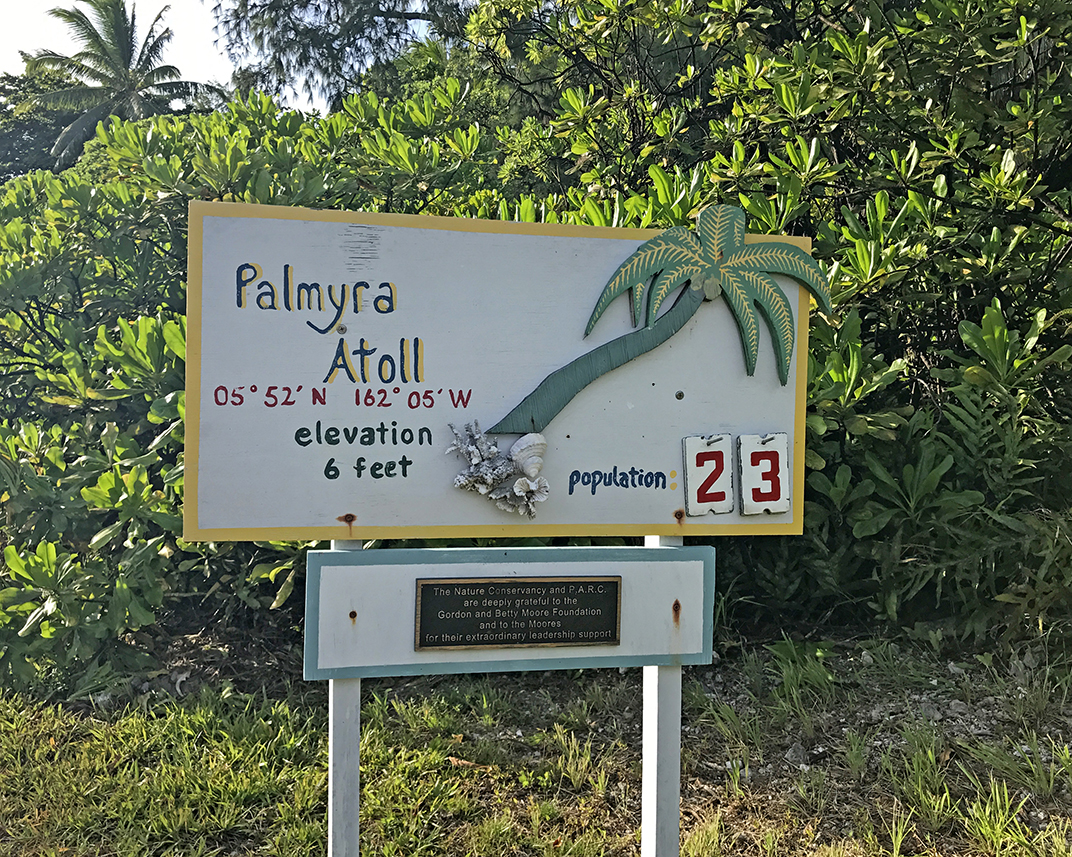 Palmyra
Atoll
05°52'N 162°05'W
elevation
6 feet
population: 23
The Nature Conservancy and P.A.R.C.
are deeply grateful to the
Gordon and Betty Moore Foundation
and to the Moores
for their extraordinary leadership support